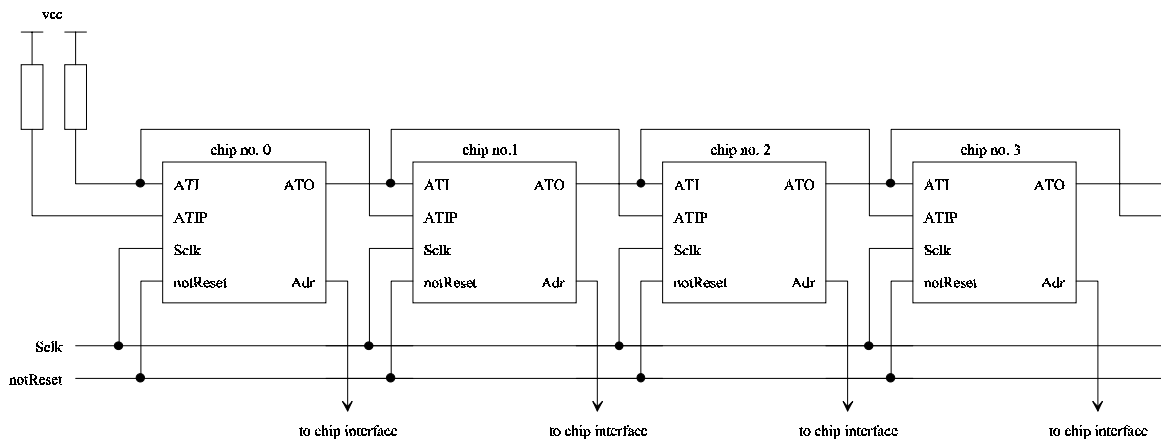 vcc
chip no. 0
chip no.1
chip no. 2
chip no. 3
ATI ATO
ATI ATO
ATI ATO
ATI ATO
ATIP
ATIP
ATIP
ATIP
Sclk
Sclk
Sclk
Sclk
notReset Adr
notReset Adr
notReset Adr
notReset Adr
Sclk
notReset
to chip interface
to chip interface
to chip interface
to chip interface